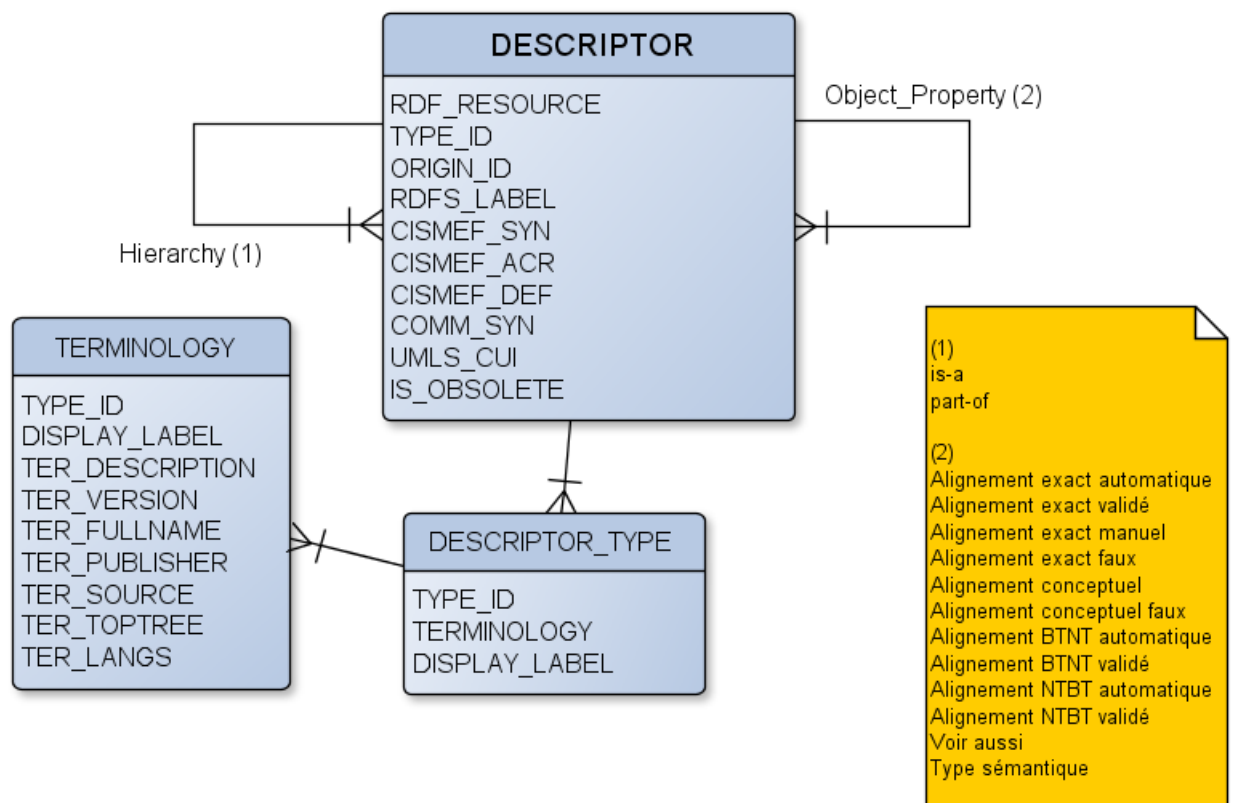 DESCRIPTOR
RDF_RESOURCE
TYPE_ID
ORIGIN_ID
RDFS_LABEL
CISMEF_SYN
CISMEF_ACR
CISMEF_DEF
COMM_SYN
UMLS_CUI
IS_OBSOLETE
Object_Property (2)
Hierarchy (1)
TERMINOLOGY
TYPE_ID
DISPLAY_LABEL
TER_DESCRIPTION
TER_VERSION
TER_FULLNAME
TER_PUBLISHER
TER_SOURCE
TER_TOPTREE
TER_LANGS
DESCRIPTOR_TYPE
TYPE_ID
TERMINOLOGY
DISPLAY_LABEL
(1)
is-a
part-of
(2)
Alignement exact automatique
Alignement exact validé
Alignement exact manuel
Alignement exact faux
Alignement conceptuel
Alignement conceptuel faux
Alignement BTNT automatique
Alignement BTNT validé
Alignement NTBT automatique
Alignement NTBT validé
Voir aussi
Type sémantique